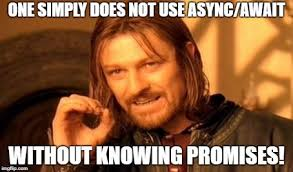 ONE SIMPLY DOES NOT USE ASYNC/AWAIT
WITHOUT KNOWING PROMISES!
imgflip.com